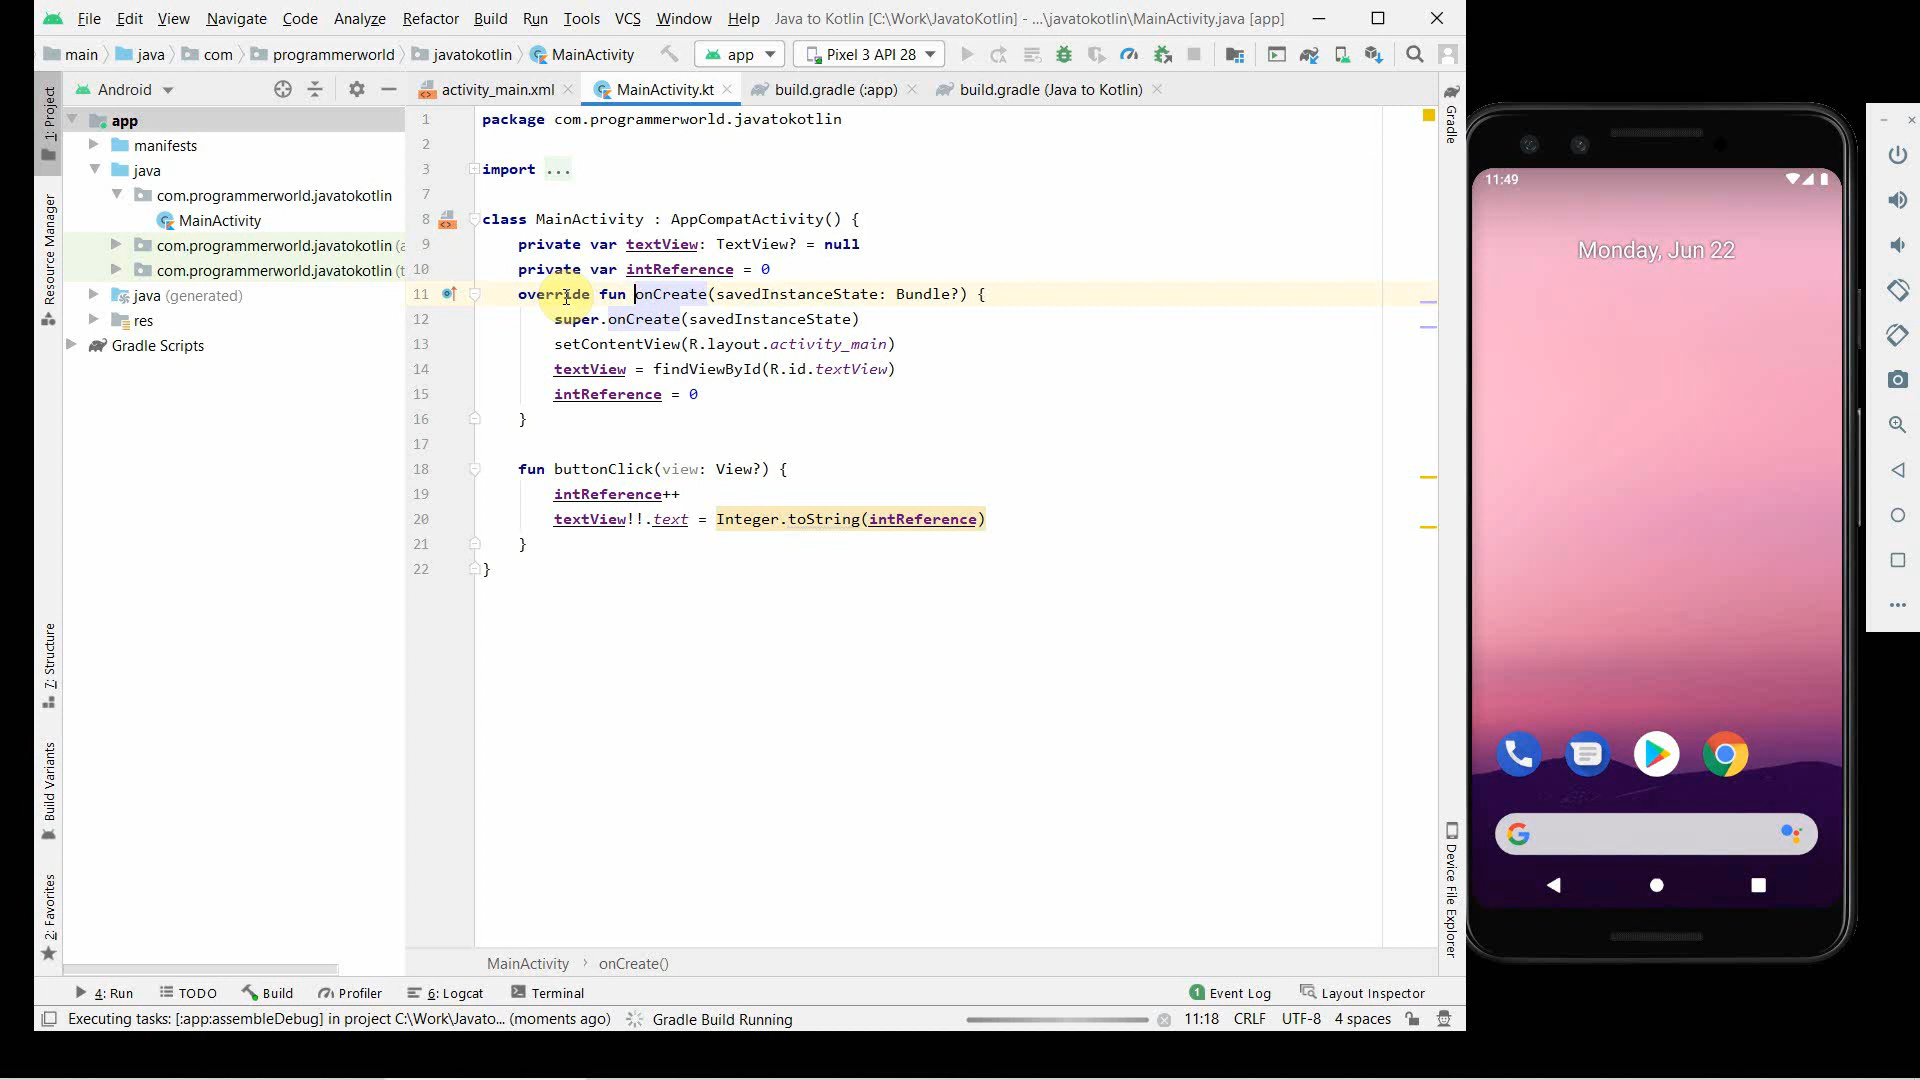 File Edit View Navigate Code Analyze Refactor Build Run Tools VCS Window Help Java to Kotlin [C:\Work\JavatoKotlin] - ...\javatokotlin\MainActivity.java [app]
main java com programmerworld javatokotlin MainActivity app Pixel 3 API 28
Android
activity_main.xml MainActivity.kt build.gradle (:app) build.gradle (Java to Kotlin)
1: Project
Resource Manager
7: Structure
Build Variants
2: Favorites
app
manifests
java
com.programmerworld.javatokotlin
MainActivity
com.programmerworld.javatokotlin (a
com.programmerworld.javatokotlin (t
java (generated)
res
Gradle Scripts
1 package com.programmerworld.javatokotlin
2
3 import ...
7
8 class MainActivity : AppCompatActivity() {
9 private var textView: TextView? = null
10 private var intReference = 0
11 override fun onCreate(savedInstanceState: Bundle?) {
12 super.onCreate(savedInstanceState)
13 setContentView(R.layout.activity_main)
14 textView = findViewById(R.id.textView)
15 intReference = 0
16 }
17
18 fun buttonClick(view: View?) {
19 intReference++
20 textView!!.text = Integer.toString(intReference)
21 }
22 }
Gradle
Device File Explorer
MainActivity › onCreate()
4: Run TODO Build Profiler 6: Logcat Terminal 1 Event Log Layout Inspector
Executing tasks: [:app:assembleDebug] in project C:\Work\Javato... (moments ago) Gradle Build Running 11:18 CRLF UTF-8 4 spaces
11:49
Monday, Jun 22